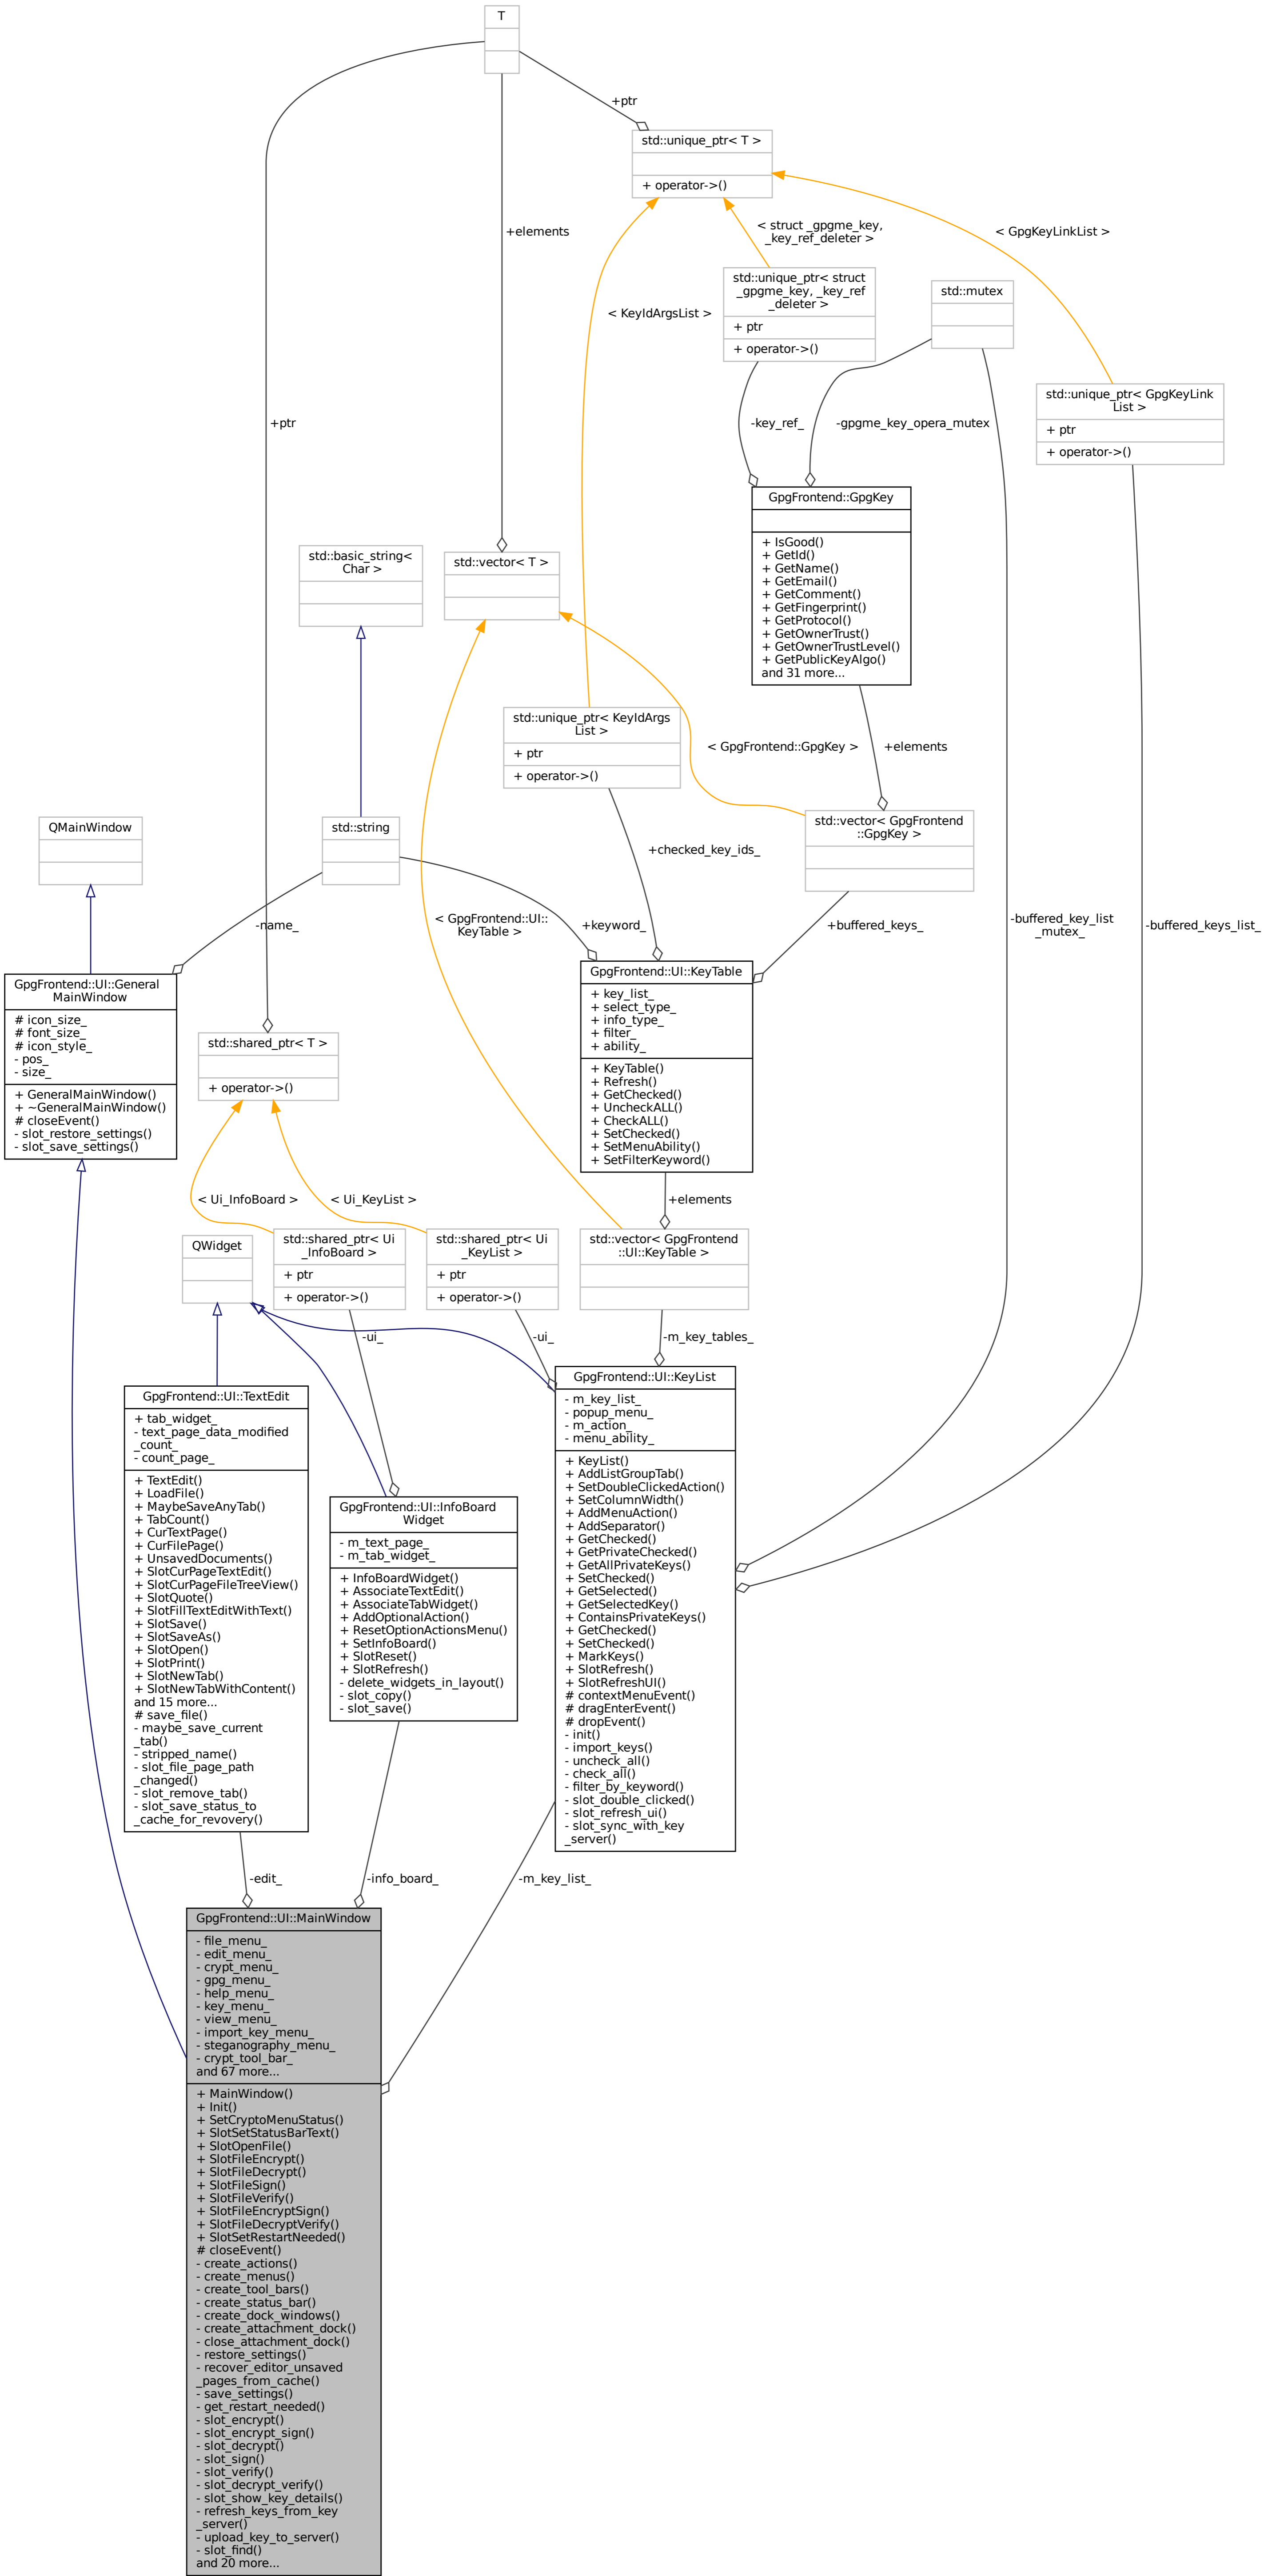 T
+ptr
std::unique_ptr< T >
+ operator->()
+elements
< struct _gpgme_key,
_key_ref_deleter >
< GpgKeyLinkList >
std::unique_ptr< struct
_gpgme_key, _key_ref
_deleter >
+ ptr
+ operator->()
std::mutex
< KeyIdArgsList >
std::unique_ptr< GpgKeyLink
List >
+ ptr
+ operator->()
+ptr
-key_ref_
-gpgme_key_opera_mutex
GpgFrontend::GpgKey
+ IsGood()
+ GetId()
+ GetName()
+ GetEmail()
+ GetComment()
+ GetFingerprint()
+ GetProtocol()
+ GetOwnerTrust()
+ GetOwnerTrustLevel()
+ GetPublicKeyAlgo()
and 31 more...
std::basic_string<
Char >
std::vector< T >
std::unique_ptr< KeyIdArgs
List >
+ ptr
+ operator->()
< GpgFrontend::GpgKey >
+elements
std::vector< GpgFrontend
::GpgKey >
QMainWindow
std::string
+checked_key_ids_
-name_
< GpgFrontend::UI::
KeyTable >
+keyword_
+buffered_keys_
-buffered_key_list
_mutex_
-buffered_keys_list_
GpgFrontend::UI::General
MainWindow
# icon_size_
# font_size_
# icon_style_
- pos_
- size_
+ GeneralMainWindow()
+ ~GeneralMainWindow()
# closeEvent()
- slot_restore_settings()
- slot_save_settings()
std::shared_ptr< T >
+ operator->()
GpgFrontend::UI::KeyTable
+ key_list_
+ select_type_
+ info_type_
+ filter_
+ ability_
+ KeyTable()
+ Refresh()
+ GetChecked()
+ UncheckALL()
+ CheckALL()
+ SetChecked()
+ SetMenuAbility()
+ SetFilterKeyword()
< Ui_InfoBoard >
< Ui_KeyList >
+elements
QWidget
std::shared_ptr< Ui
_InfoBoard >
+ ptr
+ operator->()
std::shared_ptr< Ui
_KeyList >
+ ptr
+ operator->()
std::vector< GpgFrontend
::UI::KeyTable >
-ui_
-ui_
-m_key_tables_
GpgFrontend::UI::TextEdit
+ tab_widget_
- text_page_data_modified
_count_
- count_page_
+ TextEdit()
+ LoadFile()
+ MaybeSaveAnyTab()
+ TabCount()
+ CurTextPage()
+ CurFilePage()
+ UnsavedDocuments()
+ SlotCurPageTextEdit()
+ SlotCurPageFileTreeView()
+ SlotQuote()
+ SlotFillTextEditWithText()
+ SlotSave()
+ SlotSaveAs()
+ SlotOpen()
+ SlotPrint()
+ SlotNewTab()
+ SlotNewTabWithContent()
and 15 more...
# save_file()
- maybe_save_current
_tab()
- stripped_name()
- slot_file_page_path
_changed()
- slot_remove_tab()
- slot_save_status_to
_cache_for_revovery()
GpgFrontend::UI::InfoBoard
Widget
- m_text_page_
- m_tab_widget_
+ InfoBoardWidget()
+ AssociateTextEdit()
+ AssociateTabWidget()
+ AddOptionalAction()
+ ResetOptionActionsMenu()
+ SetInfoBoard()
+ SlotReset()
+ SlotRefresh()
- delete_widgets_in_layout()
- slot_copy()
- slot_save()
GpgFrontend::UI::KeyList
- m_key_list_
- popup_menu_
- m_action_
- menu_ability_
+ KeyList()
+ AddListGroupTab()
+ SetDoubleClickedAction()
+ SetColumnWidth()
+ AddMenuAction()
+ AddSeparator()
+ GetChecked()
+ GetPrivateChecked()
+ GetAllPrivateKeys()
+ SetChecked()
+ GetSelected()
+ GetSelectedKey()
+ ContainsPrivateKeys()
+ GetChecked()
+ SetChecked()
+ MarkKeys()
+ SlotRefresh()
+ SlotRefreshUI()
# contextMenuEvent()
# dragEnterEvent()
# dropEvent()
- init()
- import_keys()
- uncheck_all()
- check_all()
- filter_by_keyword()
- slot_double_clicked()
- slot_refresh_ui()
- slot_sync_with_key
_server()
-edit_
-info_board_
-m_key_list_
GpgFrontend::UI::MainWindow
- file_menu_
- edit_menu_
- crypt_menu_
- gpg_menu_
- help_menu_
- key_menu_
- view_menu_
- import_key_menu_
- steganography_menu_
- crypt_tool_bar_
and 67 more...
+ MainWindow()
+ Init()
+ SetCryptoMenuStatus()
+ SlotSetStatusBarText()
+ SlotOpenFile()
+ SlotFileEncrypt()
+ SlotFileDecrypt()
+ SlotFileSign()
+ SlotFileVerify()
+ SlotFileEncryptSign()
+ SlotFileDecryptVerify()
+ SlotSetRestartNeeded()
# closeEvent()
- create_actions()
- create_menus()
- create_tool_bars()
- create_status_bar()
- create_dock_windows()
- create_attachment_dock()
- close_attachment_dock()
- restore_settings()
- recover_editor_unsaved
_pages_from_cache()
- save_settings()
- get_restart_needed()
- slot_encrypt()
- slot_encrypt_sign()
- slot_decrypt()
- slot_sign()
- slot_verify()
- slot_decrypt_verify()
- slot_show_key_details()
- refresh_keys_from_key
_server()
- upload_key_to_server()
- slot_find()
and 20 more...